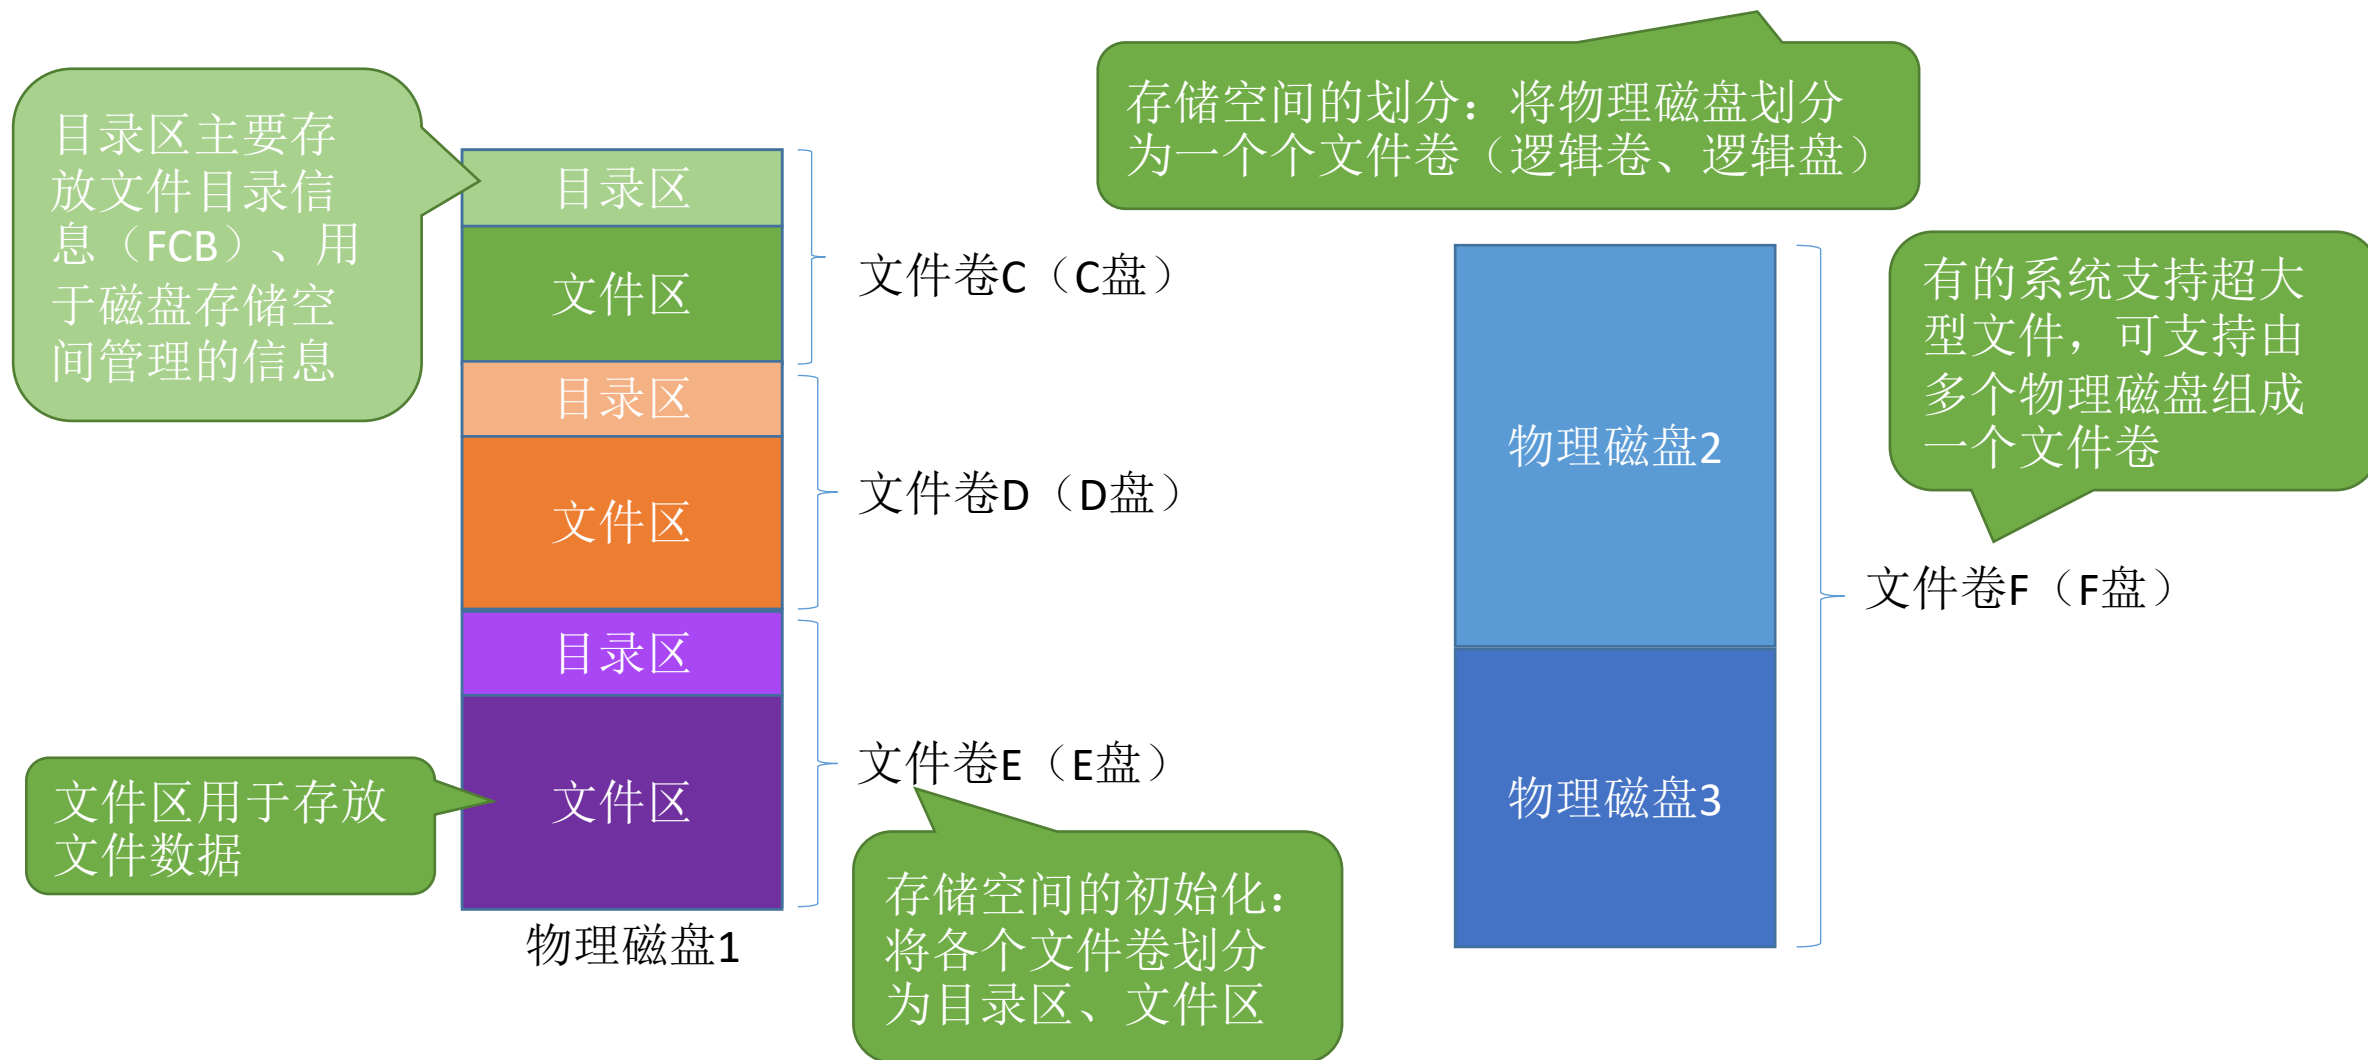 目录区主要存
放文件目录信
息（FCB）、用
于磁盘存储空
间管理的信息
文件区用于存放
文件数据
目录区
文件区
目录区
文件区
目录区
文件区
物理磁盘1
文件卷C（C盘）
文件卷D（D盘）
文件卷E（E盘）
存储空间的初始化：
将各个文件卷划分
为目录区、文件区
存储空间的划分：将物理磁盘划分
为一个个文件卷（逻辑卷、逻辑盘）
物理磁盘2
物理磁盘3
有的系统支持超大
型文件，可支持由
多个物理磁盘组成
一个文件卷
文件卷F（F盘）